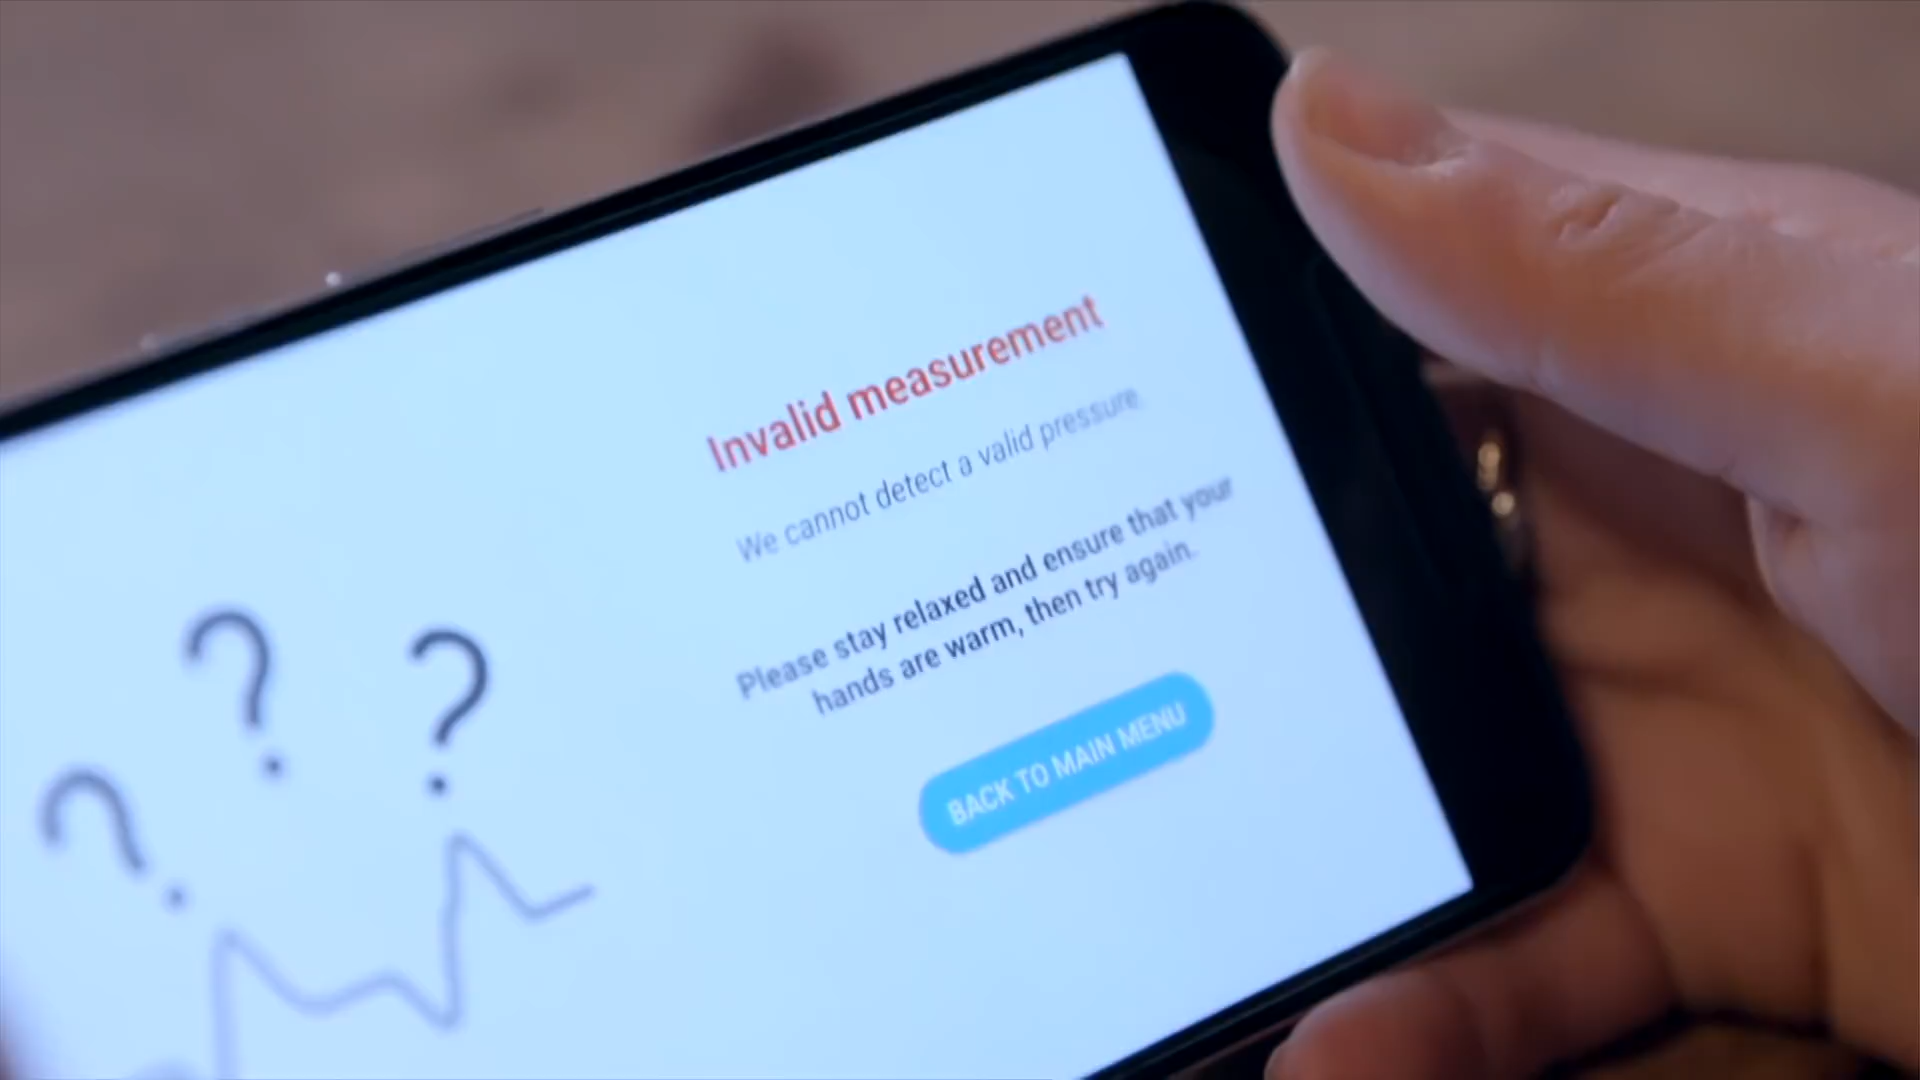 Invalid measurement
We cannot detect a valid pressure.
Please stay relaxed and ensure that your
hands are warm, then try again.
BACK TO MAIN MENU
?
?
?